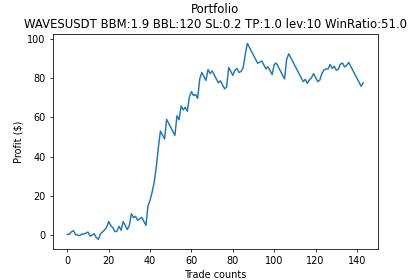 Portfolio
WAVESUSDT BBM:1.9 BBL:120 SL:0.2 TP:1.0 lev:10 WinRatio:51.0
100
80
60
40
20
0
Profit ($)
0 20 40 60 80 100 120 140
Trade counts